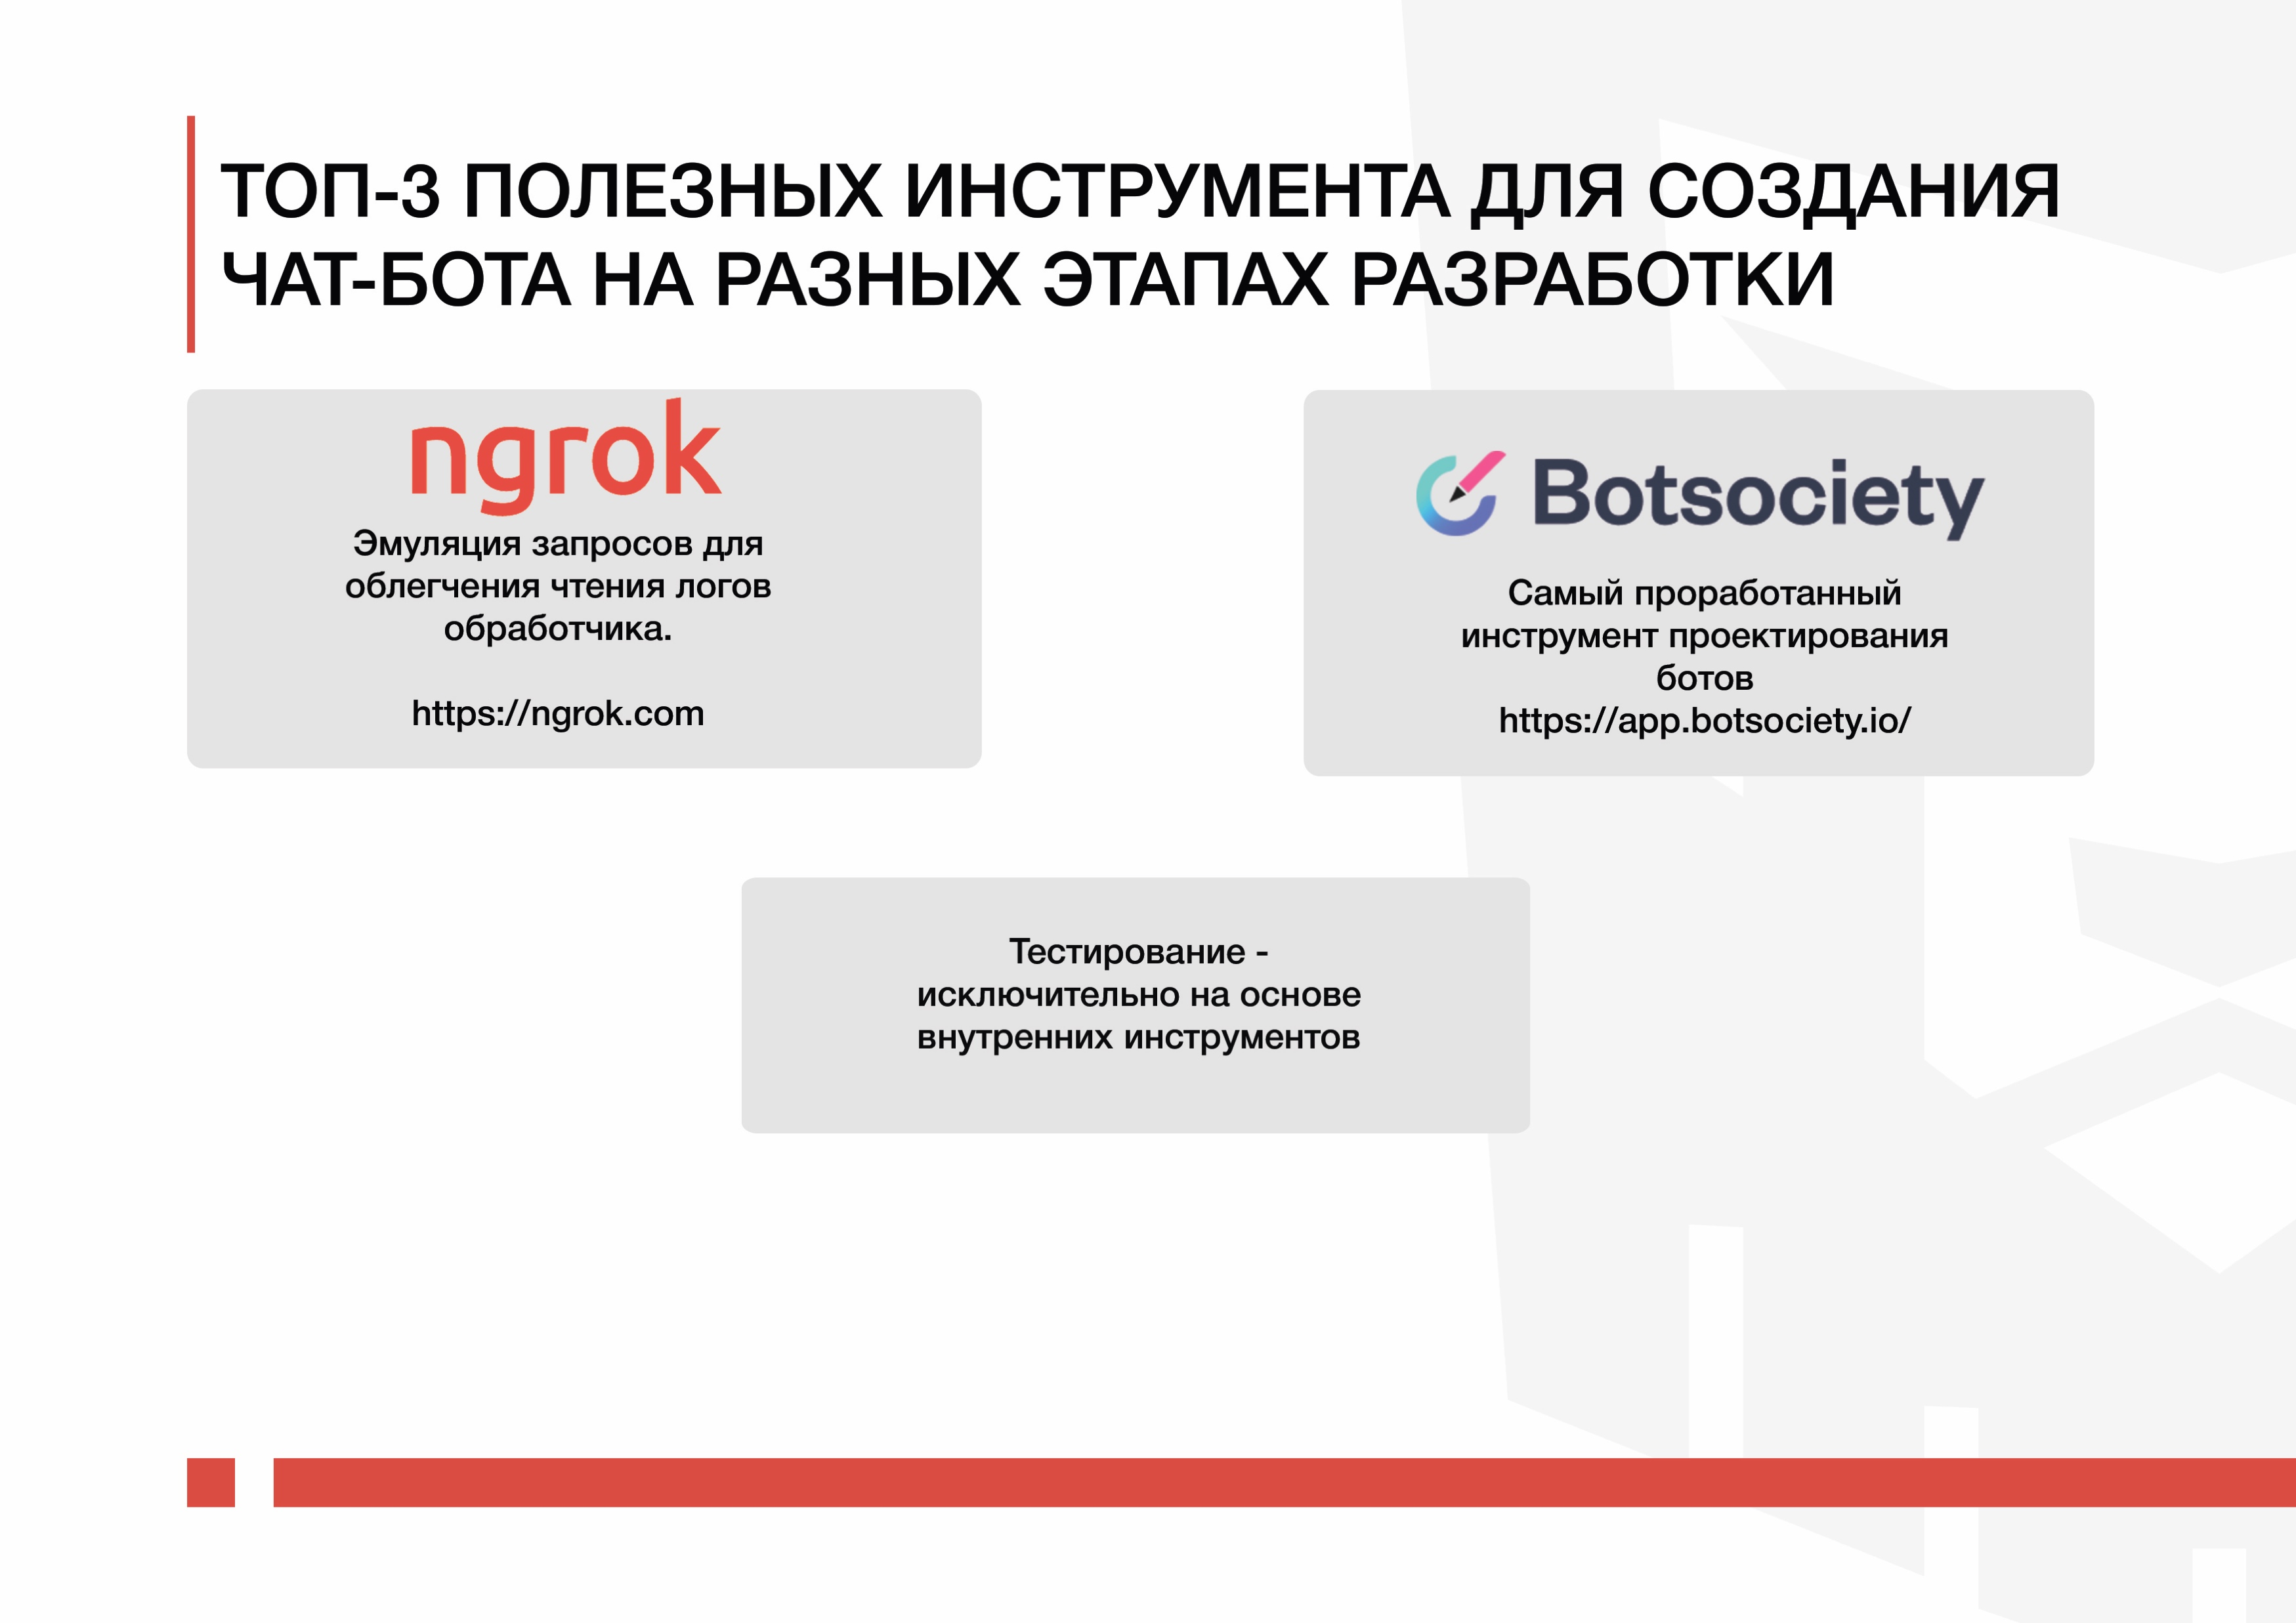 ТОП-3 ПОЛЕЗНЫХ ИНСТРУМЕНТА ДЛЯ СОЗДАНИЯ
ЧАТ-БОТА НА РАЗНЫХ ЭТАПАХ РАЗРАБОТКИ
ngrok
Эмуляция запросов для
облегчения чтения логов
обработчика.
https://ngrok.com
Botsociety
Самый проработанный
инструмент проектирования
ботов
https://app.botsociety.io/
Тестирование -
исключительно на основе
внутренних инструментов